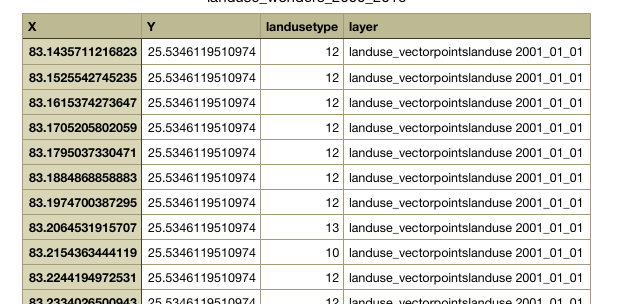 X Y landusetype layer
83.1435711216823 25.5346119510974 12 landuse_vectorpointslanduse 2001_01_01
83.1525542745235 25.5346119510974 12 landuse_vectorpointslanduse 2001_01_01
83.1615374273647 25.5346119510974 12 landuse_vectorpointslanduse 2001_01_01
83.1705205802059 25.5346119510974 12 landuse_vectorpointslanduse 2001_01_01
83.1795037330471 25.5346119510974 12 landuse_vectorpointslanduse 2001_01_01
83.1884868858883 25.5346119510974 12 landuse_vectorpointslanduse 2001_01_01
83.1974700387295 25.5346119510974 12 landuse_vectorpointslanduse 2001_01_01
83.2064531915707 25.5346119510974 13 landuse_vectorpointslanduse 2001_01_01
83.2154363444119 25.5346119510974 10 landuse_vectorpointslanduse 2001_01_01
83.2244194972531 25.5346119510974 12 landuse_vectorpointslanduse 2001_01_01
83.2334026500943 25.5346119510974 12 landuse_vectorpointslanduse 2001_01_01